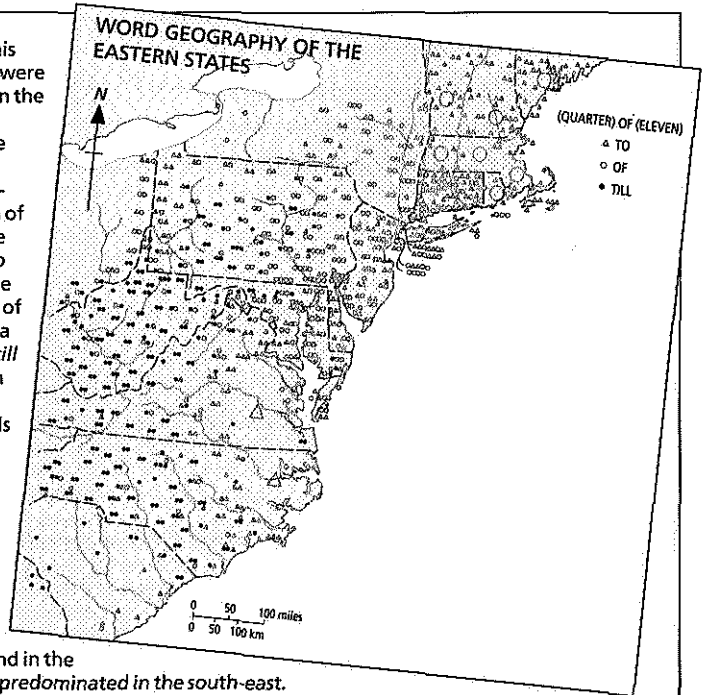 his
were
n the
e
-
of
e
o
e
of
a
till
n
ls
WORD GEOGRAPHY OF THE
EASTERN STATES
N
(QUARTER) OF (ELEVEN)
TO
OF
TILL
0 50 100 miles
0 50 100 km
nd in the
predominated in the south-east.